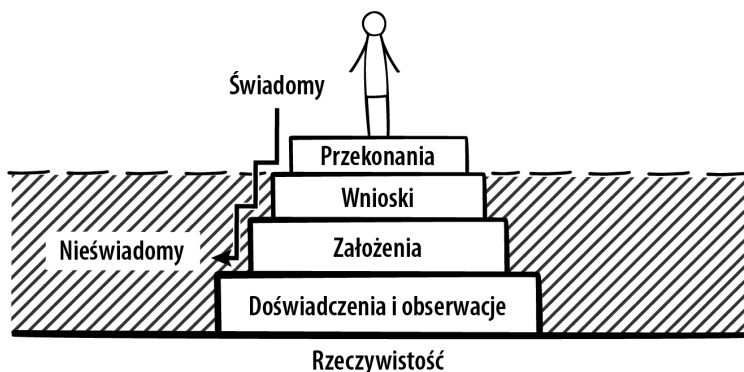 Świadomy
Przekonania
Wnioski
Nieświadomy
Założenia
Doświadczenia i obserwacje
Rzeczywistość